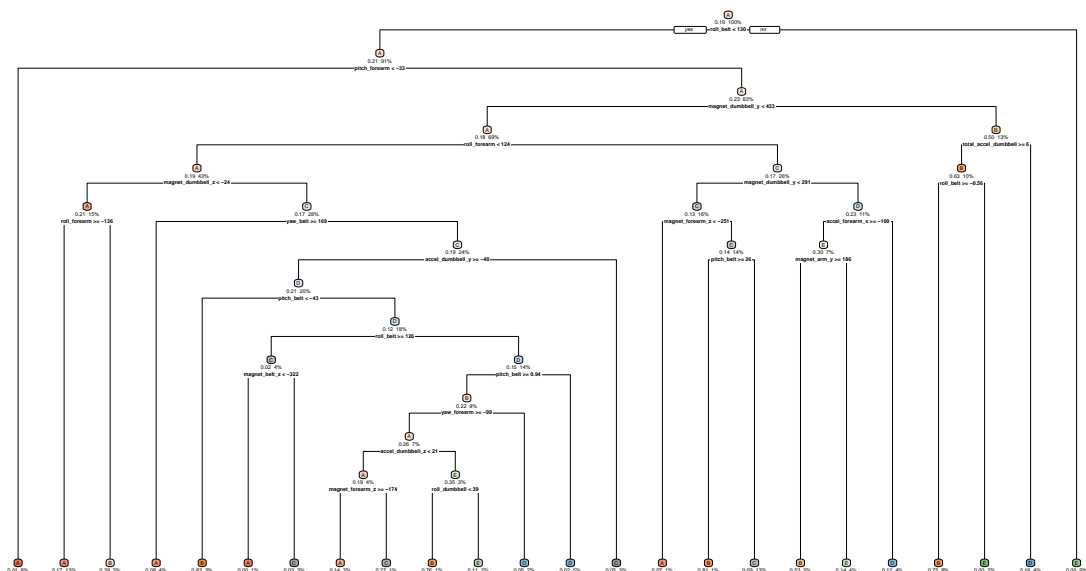 A
0.19 100%
yes roll_belt < 130 no
A
0.21 91%
pitch_forearm < −33
A
0.23 83%
magnet_dumbbell_y < 433
A
0.18 69%
roll_forearm < 124
B
0.50 13%
total_accel_dumbbell >= 6
A
0.19 43%
magnet_dumbbell_z < −24
C
0.17 26%
magnet_dumbbell_y < 291
B
0.63 10%
roll_belt >= −0.56
A
0.21 15%
roll_forearm >= −136
C
0.17 28%
yaw_belt >= 169
C
0.13 16%
magnet_forearm_z < −251
D
0.23 11%
accel_forearm_x >= −100
C
0.19 24%
accel_dumbbell_y >= −40
C
0.14 14%
pitch_belt >= 26
E
0.30 7%
magnet_arm_y >= 186
D
0.21 20%
pitch_belt < −43
D
0.12 18%
roll_belt >= 126
C
0.02 4%
magnet_belt_z < −322
D
0.15 14%
pitch_belt >= 0.94
B
0.22 9%
yaw_forearm >= −99
A
0.26 7%
accel_dumbbell_z < 21
A
0.19 4%
magnet_forearm_z >= −174
E
0.35 3%
roll_dumbbell < 39
A A B A B A C A C B E D D C A B C B E D B E D E